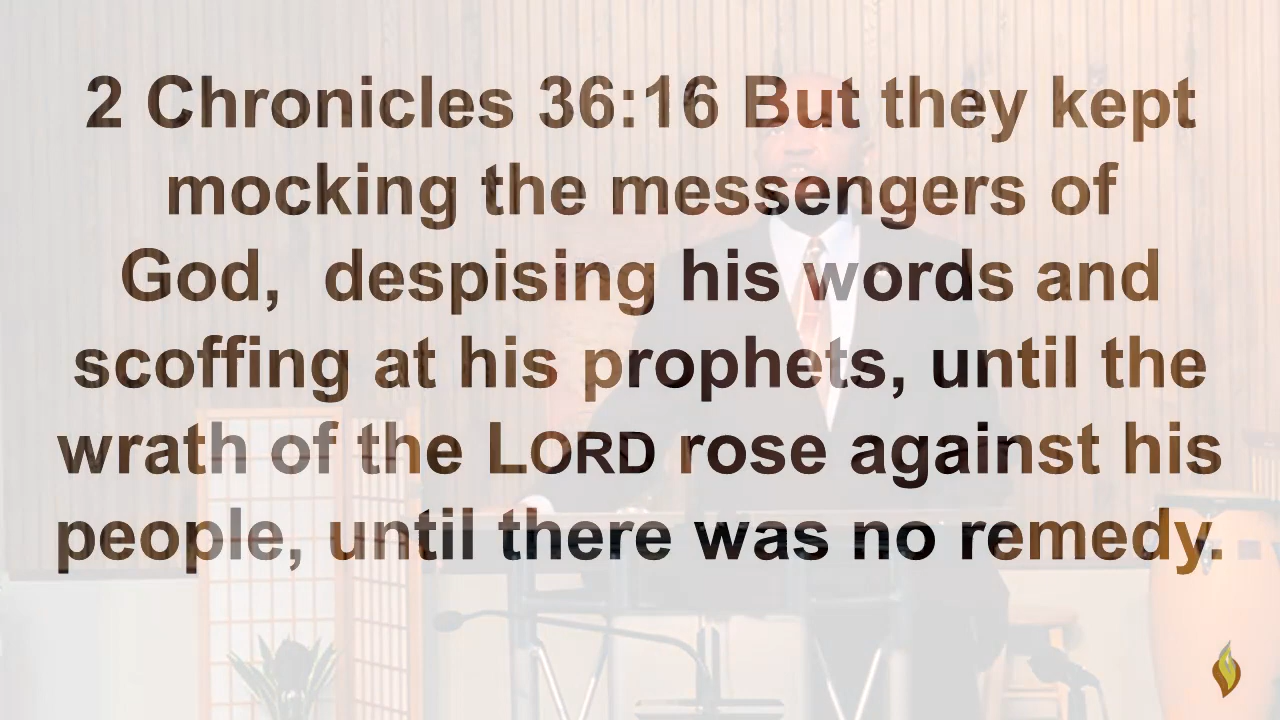 2 Chronicles 36:16 But they kept
mocking the messengers of
God,  despising his words and
scoffing at his prophets, until the
wrath of the LORD rose against his
people, until there was no remedy.